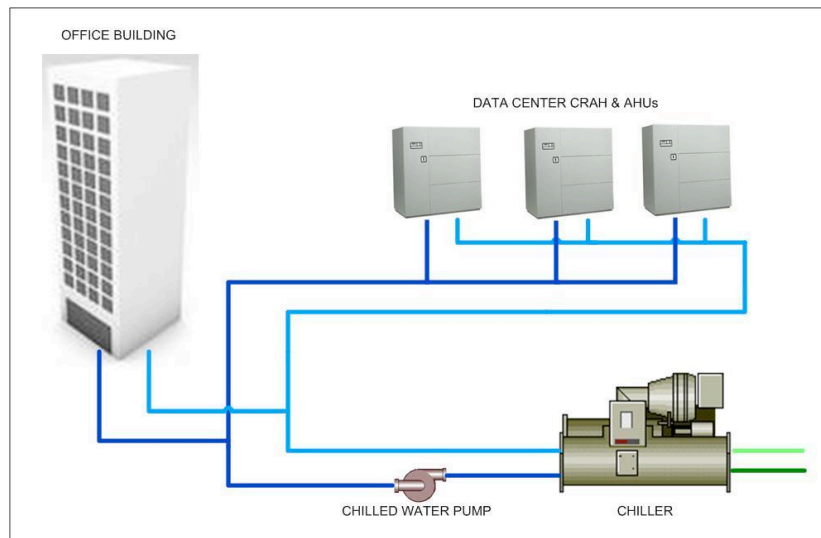 OFFICE BUILDING
DATA CENTER CRAH & AHUs
CHILLED WATER PUMP
CHILLER